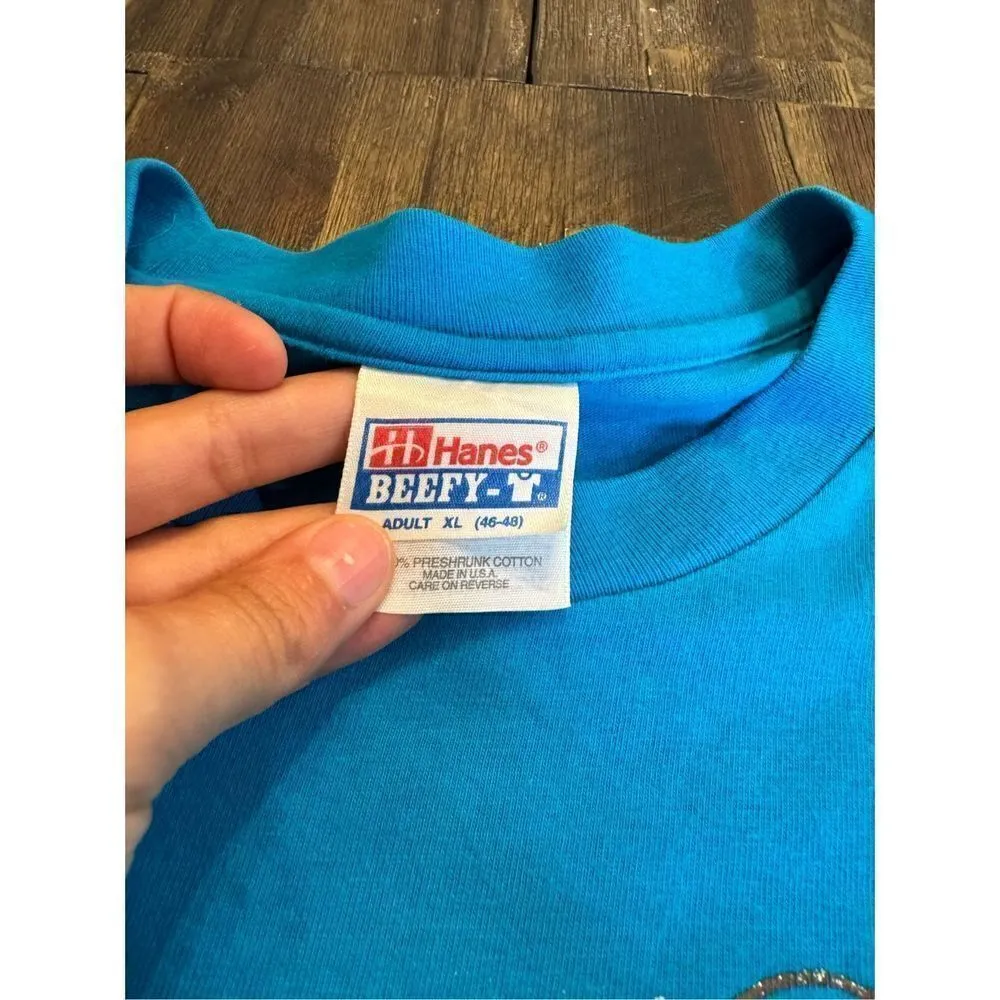 Hanes®
BEEFY-T®
ADULT XL (46-48)
% PRESHRUNK COTTON
MADE IN U.S.A.
CARE ON REVERSE